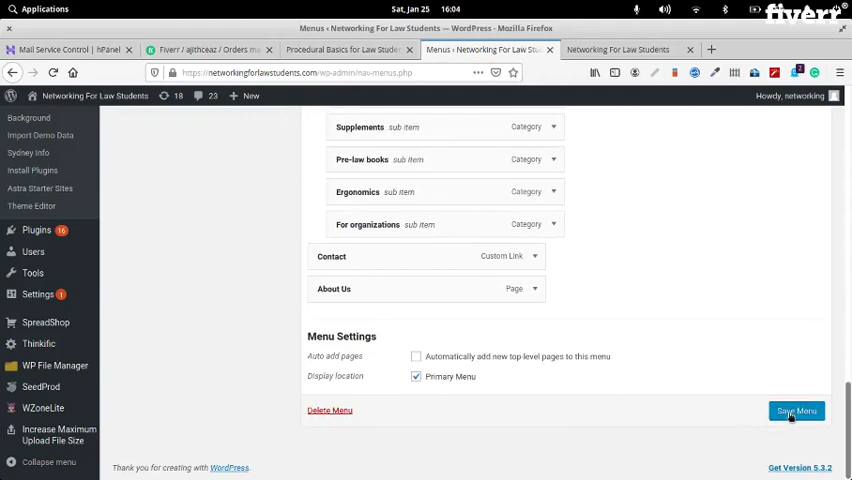 Applications
Sat, Jan 25 16:04
fiverr
Menus ‹ Networking For Law Students — WordPress - Mozilla Firefox
Mail Service Control | hPanel
Fiverr / ajithceaz / Orders ma
Procedural Basics for Law Studen
Menus ‹ Networking For Law Stu
Networking For Law Students
https://networkingforlawstudents.com/wp-admin/nav-menus.php
2
Networking For Law Students 18 23 New Howdy, networking
Background
Import Demo Data
Sydney Info
Install Plugins
Astra Starter Sites
Theme Editor
Plugins 16
Users
Tools
Settings 1
SpreadShop
Thinkific
WP File Manager
SeedProd
WZoneLite
Increase Maximum
Upload File Size
Collapse menu
Supplements sub item Category
Pre-law books sub item Category
Ergonomics sub item Category
For organizations sub item Category
Contact Custom Link
About Us Page
Menu Settings
Auto add pages Automatically add new top-level pages to this menu
Display location Primary Menu
Delete Menu Save Menu
Thank you for creating with WordPress. Get Version 5.3.2